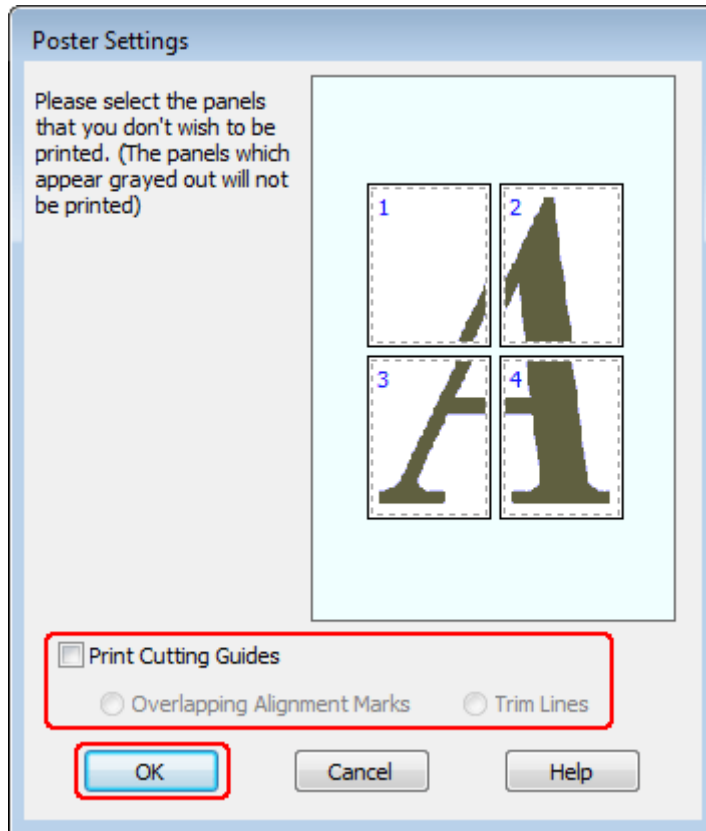 Poster Settings
Please select the panels
that you don't wish to be
printed. (The panels which
appear grayed out will not
be printed)
1 2
A
3 4
Print Cutting Guides
Overlapping Alignment Marks Trim Lines
OK Cancel Help